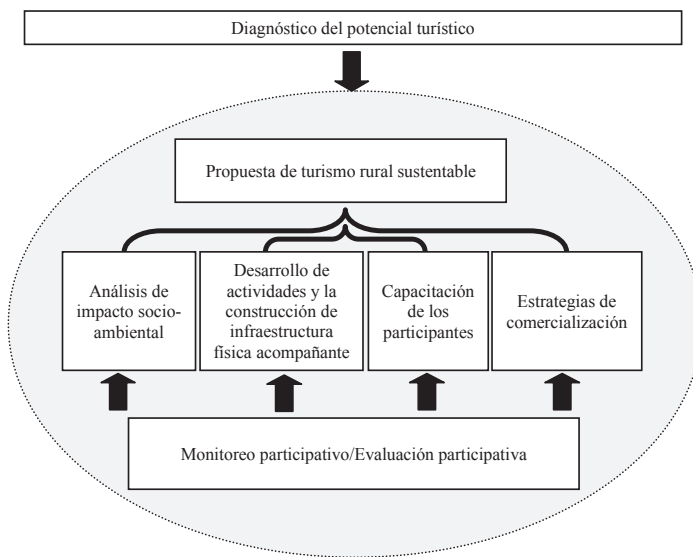 Diagnóstico del potencial turístico
Propuesta de turismo rural sustentable
Análisis de
impacto socio-
ambiental
Desarrollo de
actividades y la
construcción de
infraestructura
física acompañante
Capacitación
de los
participantes
Estrategias de
comercialización
Monitoreo participativo/Evaluación participativa